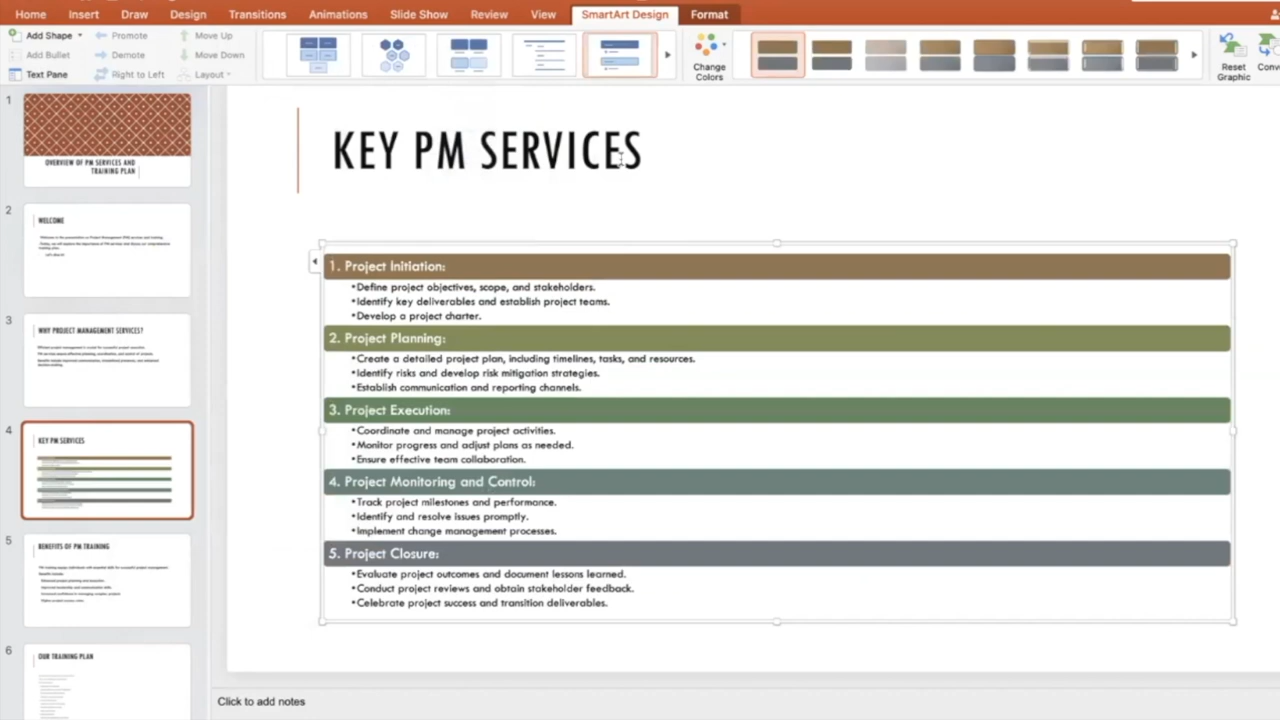 Home Insert Draw Design Transitions Animations Slide Show Review View SmartArt Design Format
Add Shape Promote Move Up
Add Bullet Demote Move Down
Text Pane Right to Left Layout
Change Colors
Reset Graphic
1
OVERVIEW OF PM SERVICES AND
TRAINING PLAN
2
WELCOME
3
WHY PROJECT MANAGEMENT SERVICES?
4
KEY PM SERVICES
5
BENEFITS OF PM TRAINING
6
OUR TRAINING PLAN
KEY PM SERVICES
1. Project Initiation:
•Define project objectives, scope, and stakeholders.
•Identify key deliverables and establish project teams.
•Develop a project charter.
2. Project Planning:
•Create a detailed project plan, including timelines, tasks, and resources.
•Identify risks and develop risk mitigation strategies.
•Establish communication and reporting channels.
3. Project Execution:
•Coordinate and manage project activities.
•Monitor progress and adjust plans as needed.
•Ensure effective team collaboration.
4. Project Monitoring and Control:
•Track project milestones and performance.
•Identify and resolve issues promptly.
•Implement change management processes.
5. Project Closure:
•Evaluate project outcomes and document lessons learned.
•Conduct project reviews and obtain stakeholder feedback.
•Celebrate project success and transition deliverables.
Click to add notes